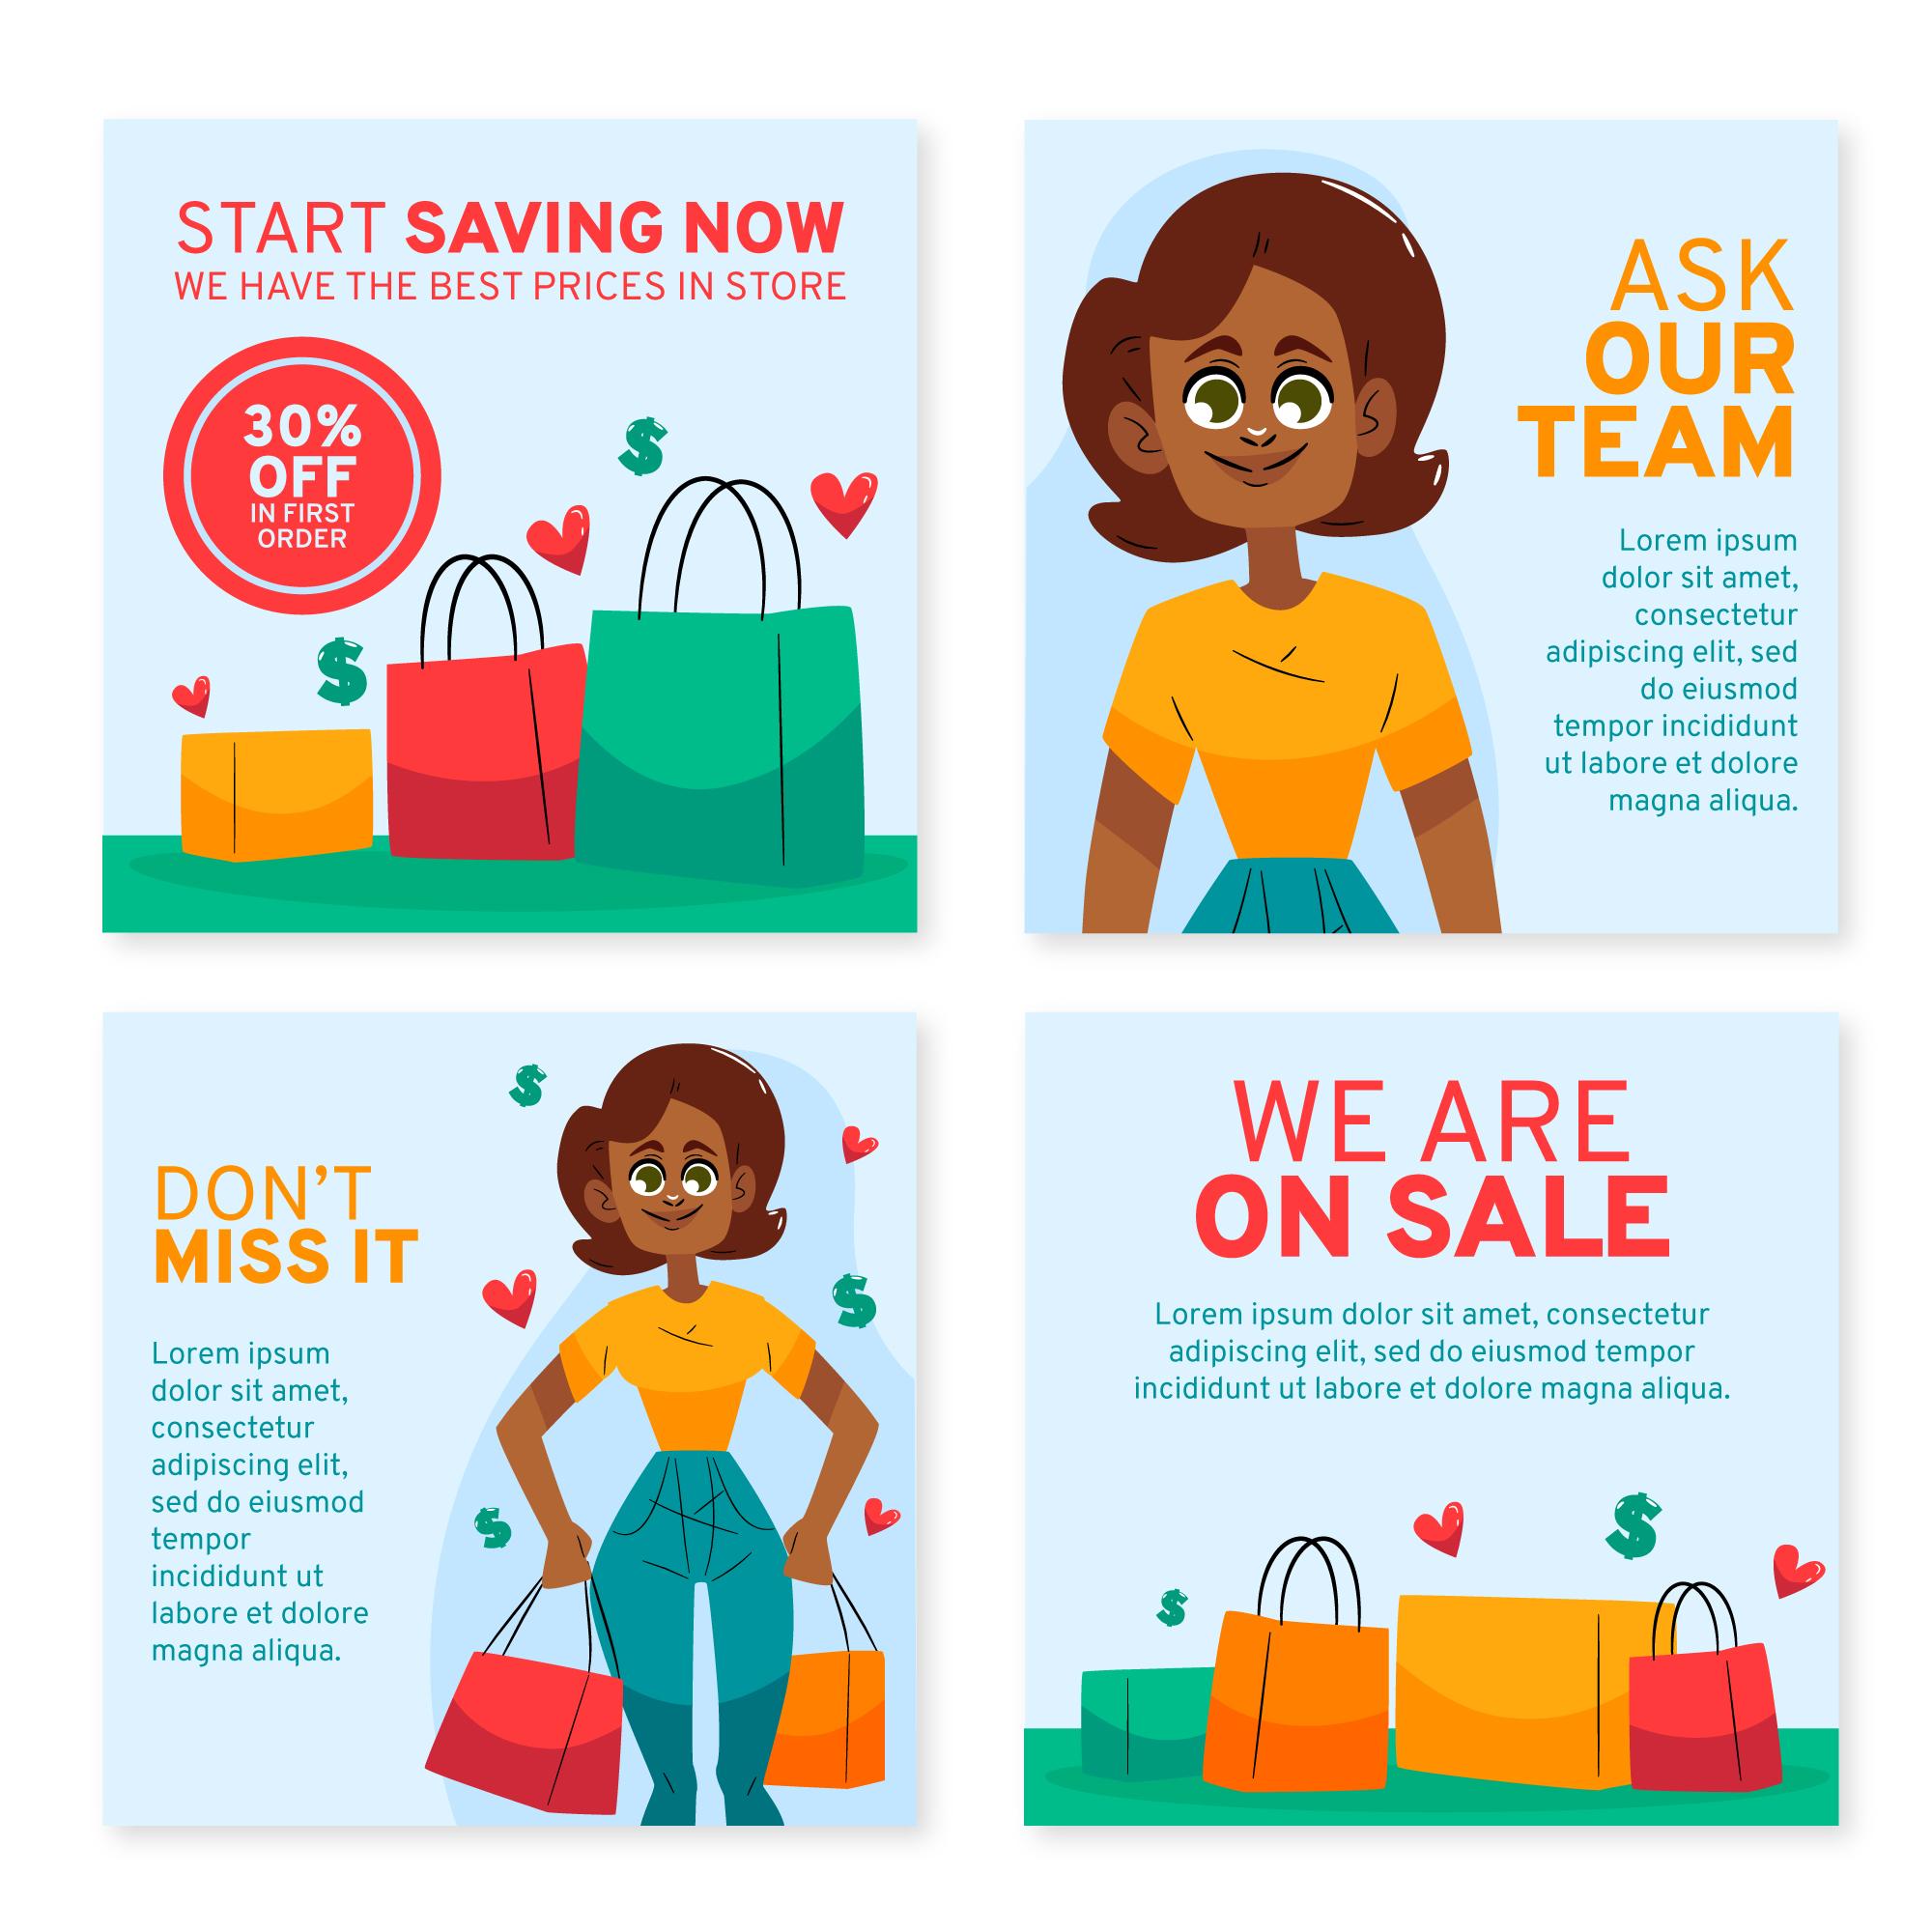 START SAVING NOW
WE HAVE THE BEST PRICES IN STORE
30%
OFF
IN FIRST
ORDER
ASK
OUR
TEAM
Lorem ipsum
dolor sit amet,
consectetur
adipiscing elit, sed
do eiusmod
tempor incididunt
ut labore et dolore
magna aliqua.
DON'T
MISS IT
Lorem ipsum
dolor sit amet,
consectetur
adipiscing elit,
sed do eiusmod
tempor
incididunt ut
labore et dolore
magna aliqua.
WE ARE
ON SALE
Lorem ipsum dolor sit amet, consectetur
adipiscing elit, sed do eiusmod tempor
incididunt ut labore et dolore magna aliqua.